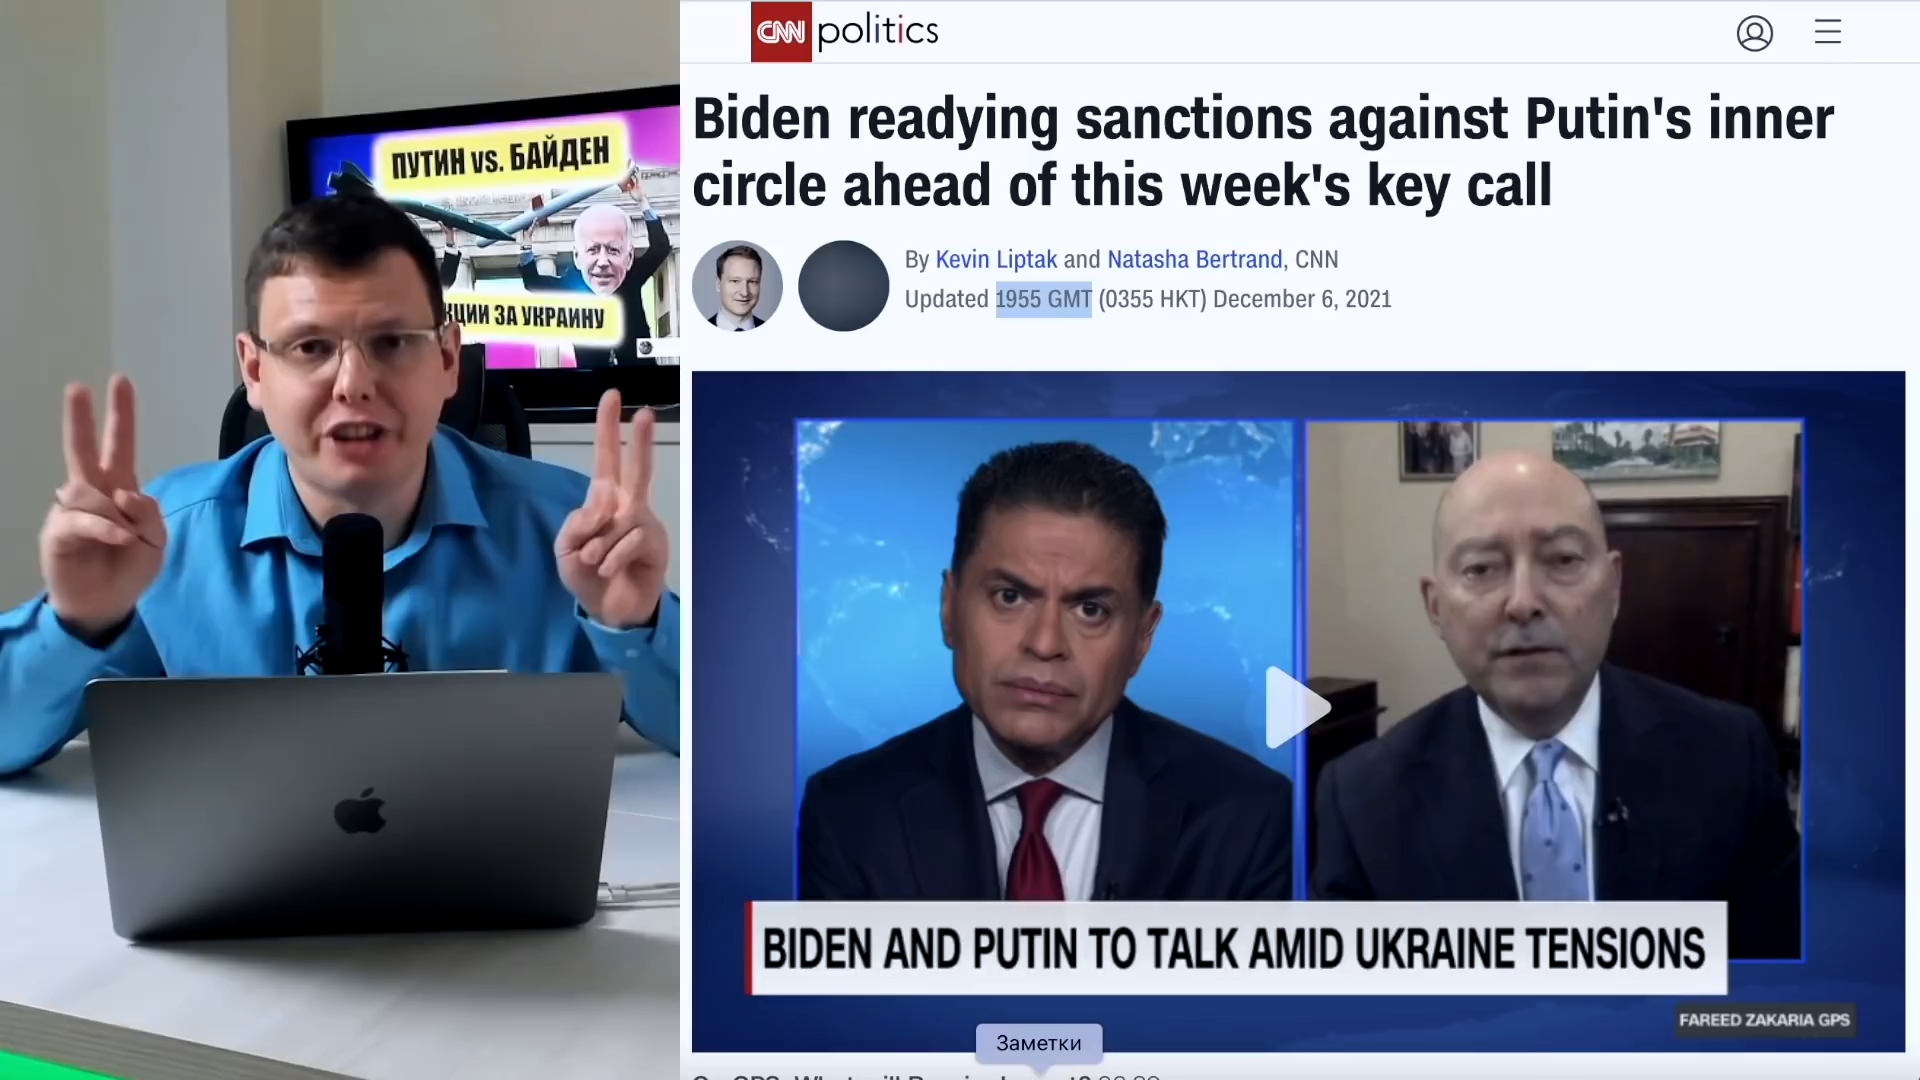 ПУТИН vs. БАЙДЕН
КЦИИ ЗА УКРАИНУ
CNN politics
Biden readying sanctions against Putin's inner
circle ahead of this week's key call
By Kevin Liptak and Natasha Bertrand, CNN
Updated 1955 GMT (0355 HKT) December 6, 2021
BIDEN AND PUTIN TO TALK AMID UKRAINE TENSIONS
FAREED ZAKARIA GPS
Заметки